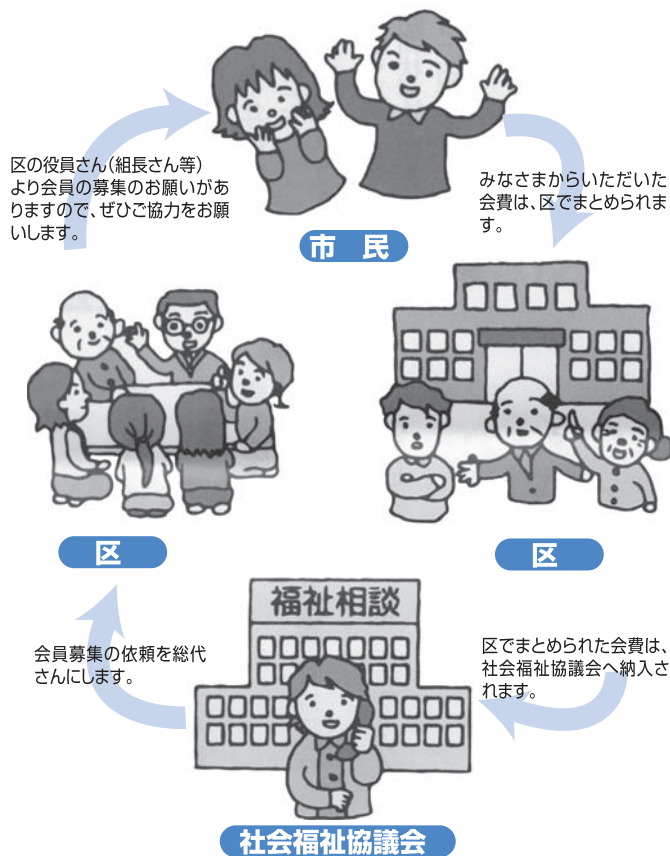 区の役員さん(組長さん等)
より会員の募集のお願いがあ
りますので、ぜひご協力をお願
いします。
みなさまからいただいた
会費は、区でまとめられま
す。
市　民
区
区
福祉相談
会員募集の依頼を総代
さんにします。
区でまとめられた会費は、
社会福祉協議会へ納入さ
れます。
社会福祉協議会